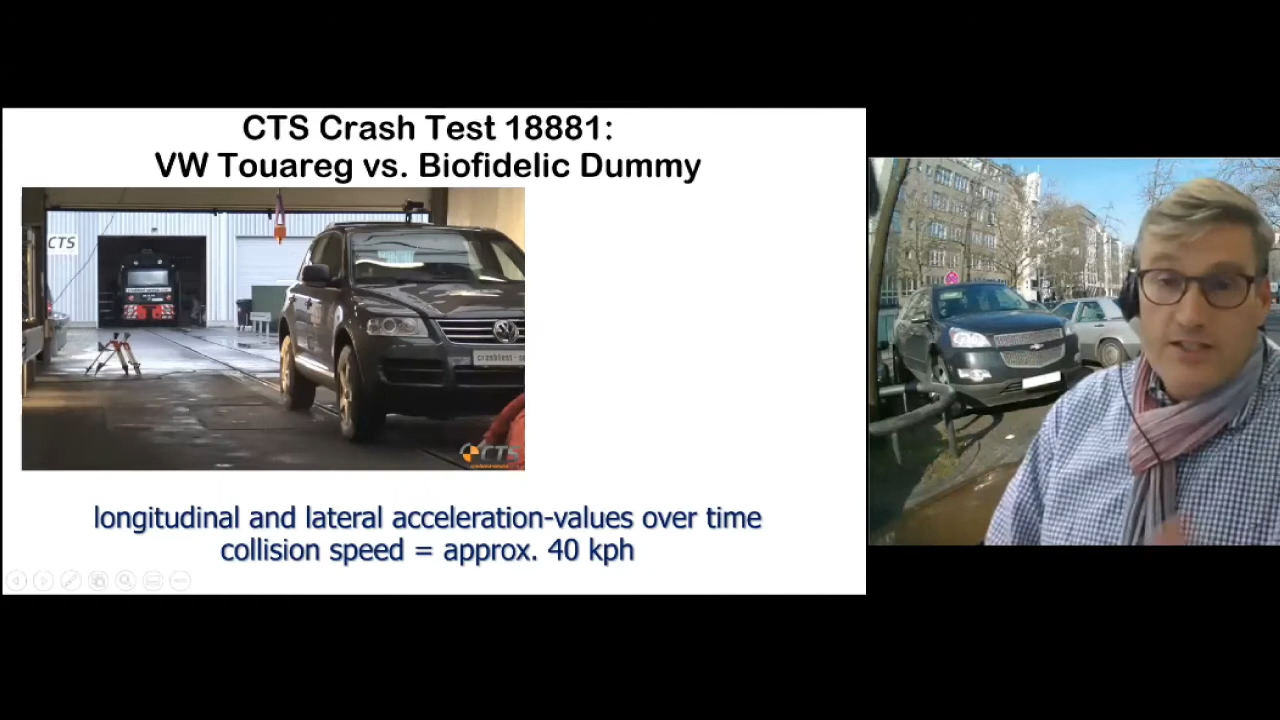 CTS Crash Test 18881:
VW Touareg vs. Biofidelic Dummy
CTS
CTS
longitudinal and lateral acceleration-values over time
collision speed = approx. 40 kph